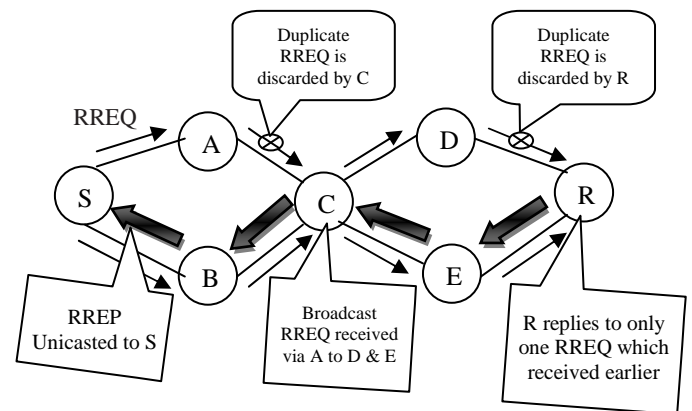 Duplicate
RREQ is
discarded by C
Duplicate
RREQ is
discarded by R
RREQ
A
D
S
C
R
B
E
RREP
Unicasted to S
Broadcast
RREQ received
via A to D & E
R replies to only
one RREQ which
received earlier